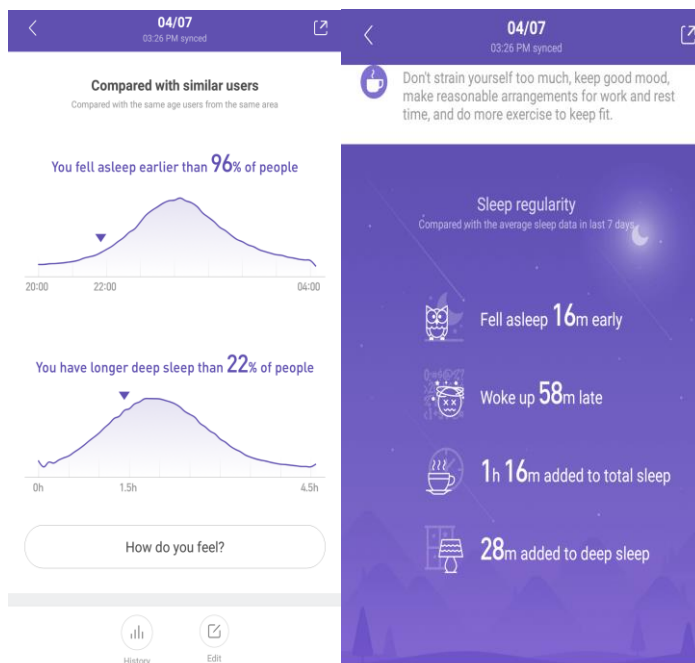 04/07
03:26 PM synced
Compared with similar users
Compared with the same age users from the same area
You fell asleep earlier than 96% of people
20:00 22:00 04:00
You have longer deep sleep than 22% of people
0h 1.5h 4.5h
How do you feel?
History Edit
04/07
03:26 PM synced
Don't strain yourself too much, keep good mood,
make reasonable arrangements for work and rest
time, and do more exercise to keep fit.
Sleep regularity
Compared with the average sleep data in last 7 days
Fell asleep 16m early
Woke up 58m late
1h 16m added to total sleep
28m added to deep sleep